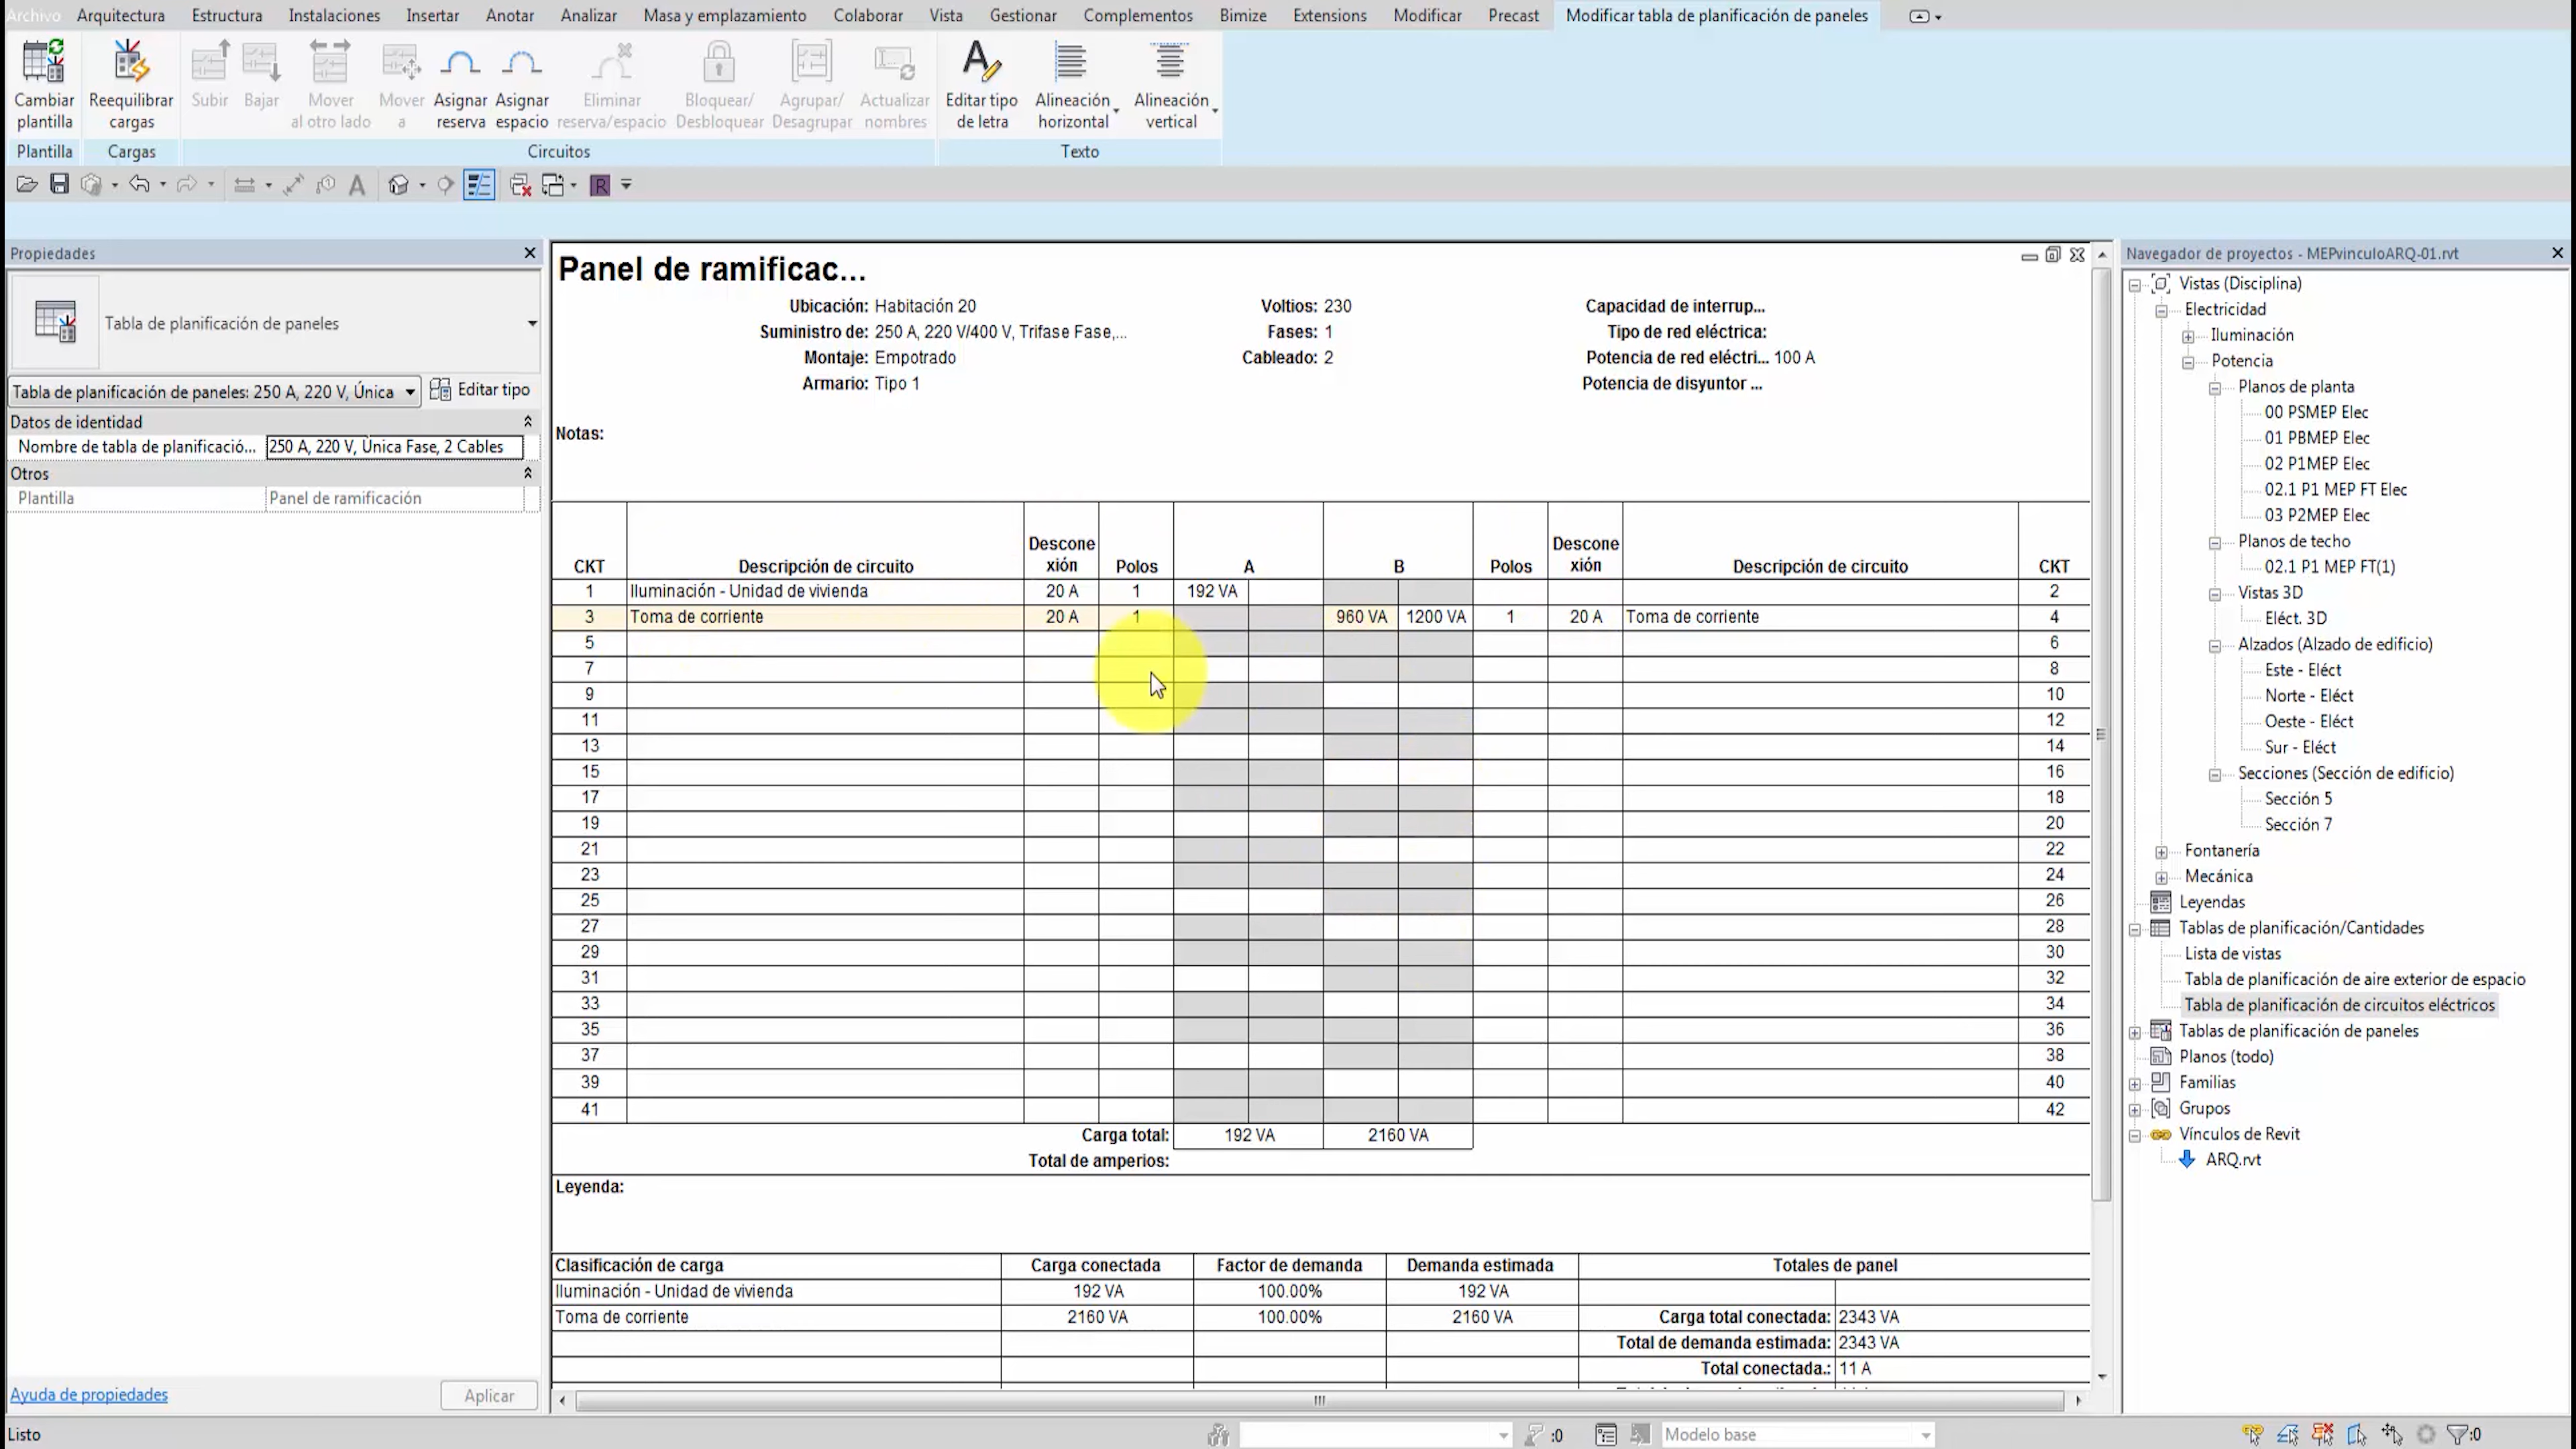 Archivo Arquitectura Estructura Instalaciones Insertar Anotar Analizar Masa y emplazamiento Colaborar Vista Gestionar Complementos Bimize Extensions Modificar Precast Modificar tabla de planificación de paneles
Cambiar plantilla
Reequilibrar cargas
Subir
Bajar
Mover al otro lado
Mover a
Asignar reserva
Asignar espacio
Eliminar reserva/espacio
Bloquear/ Desbloquear
Agrupar/ Desagrupar
Actualizar nombres
Editar tipo de letra
Alineación horizontal
Alineación vertical
Plantilla Cargas Circuitos Texto
Propiedades
Tabla de planificación de paneles
Tabla de planificación de paneles: 250 A, 220 V, Única
Editar tipo
Datos de identidad
Nombre de tabla de planificació... 250 A, 220 V, Única Fase, 2 Cables
Otros
Plantilla Panel de ramificación
Ayuda de propiedades
Aplicar
Panel de ramificac...
Ubicación: Habitación 20 Voltios: 230 Capacidad de interrup...
Suministro de: 250 A, 220 V/400 V, Trifase Fase,... Fases: 1 Tipo de red eléctrica:
Montaje: Empotrado Cableado: 2 Potencia de red eléctri... 100 A
Armario: Tipo 1 Potencia de disyuntor ...
Notas:
CKT Descripción de circuito Descone xión Polos A B Polos Descone xión Descripción de circuito CKT
1 Iluminación - Unidad de vivienda 20 A 1 192 VA 2
3 Toma de corriente 20 A 1 960 VA 1200 VA 1 20 A Toma de corriente 4
5 6
7 8
9 10
11 12
13 14
15 16
17 18
19 20
21 22
23 24
25 26
27 28
29 30
31 32
33 34
35 36
37 38
39 40
41 42
Carga total: 192 VA 2160 VA
Total de amperios:
Leyenda:
Clasificación de carga Carga conectada Factor de demanda Demanda estimada Totales de panel
Iluminación - Unidad de vivienda 192 VA 100.00% 192 VA
Toma de corriente 2160 VA 100.00% 2160 VA Carga total conectada: 2343 VA
Total de demanda estimada: 2343 VA
Total conectada.: 11 A
Navegador de proyectos - MEPvinculoARQ-01.rvt
Vistas (Disciplina)
Electricidad
Iluminación
Potencia
Planos de planta
00 PSMEP Elec
01 PBMEP Elec
02 P1MEP Elec
02.1 P1 MEP FT Elec
03 P2MEP Elec
Planos de techo
02.1 P1 MEP FT(1)
Vistas 3D
Eléct. 3D
Alzados (Alzado de edificio)
Este - Eléct
Norte - Eléct
Oeste - Eléct
Sur - Eléct
Secciones (Sección de edificio)
Sección 5
Sección 7
Fontanería
Mecánica
Leyendas
Tablas de planificación/Cantidades
Lista de vistas
Tabla de planificación de aire exterior de espacio
Tabla de planificación de circuitos eléctricos
Tablas de planificación de paneles
Planos (todo)
Familias
Grupos
Vínculos de Revit
ARQ.rvt
Listo :0 Modelo base :0